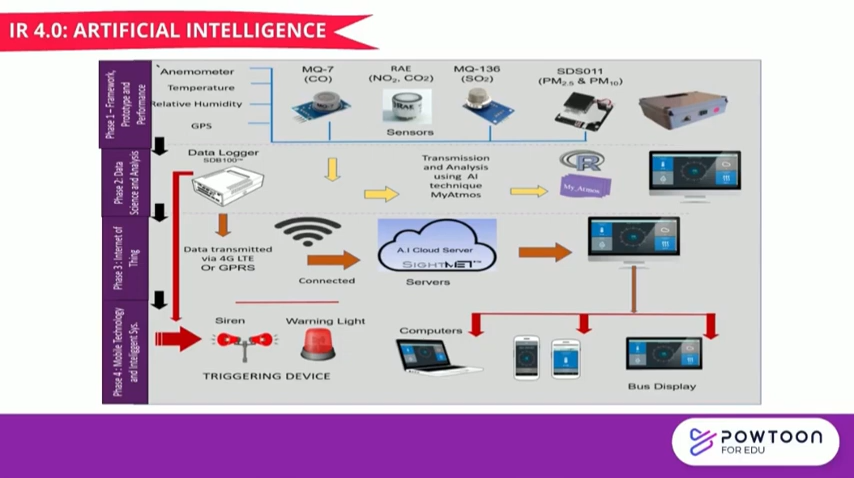 IR 4.0: ARTIFICIAL INTELLIGENCE
Phase 1 – Framework,
Prototype and
Performance
`Anemometer
Temperature
Relative Humidity
GPS
MQ-7
(CO)
RAE
(NO₂, CO2)
MQ-136
(SO₂)
SDS011
(PM₂.₅ & PM₁₀)
Sensors
Phase 2: Data
Science and Analysis
Data Logger
SDB100™
Transmission
and Analysis
using AI
technique
MyAtmos
R
My_Atmos
Phase 3 : Internet of
Thing
Data transmitted
via 4G LTE
Or GPRS
Connected
A.I Cloud Server
SIGHTMET™
Servers
Phase 4 : Mobile Technology
and Inteliggent Sys.
Siren
Warning Light
TRIGGERING DEVICE
Computers
Bus Display
POWTOON
FOR EDU